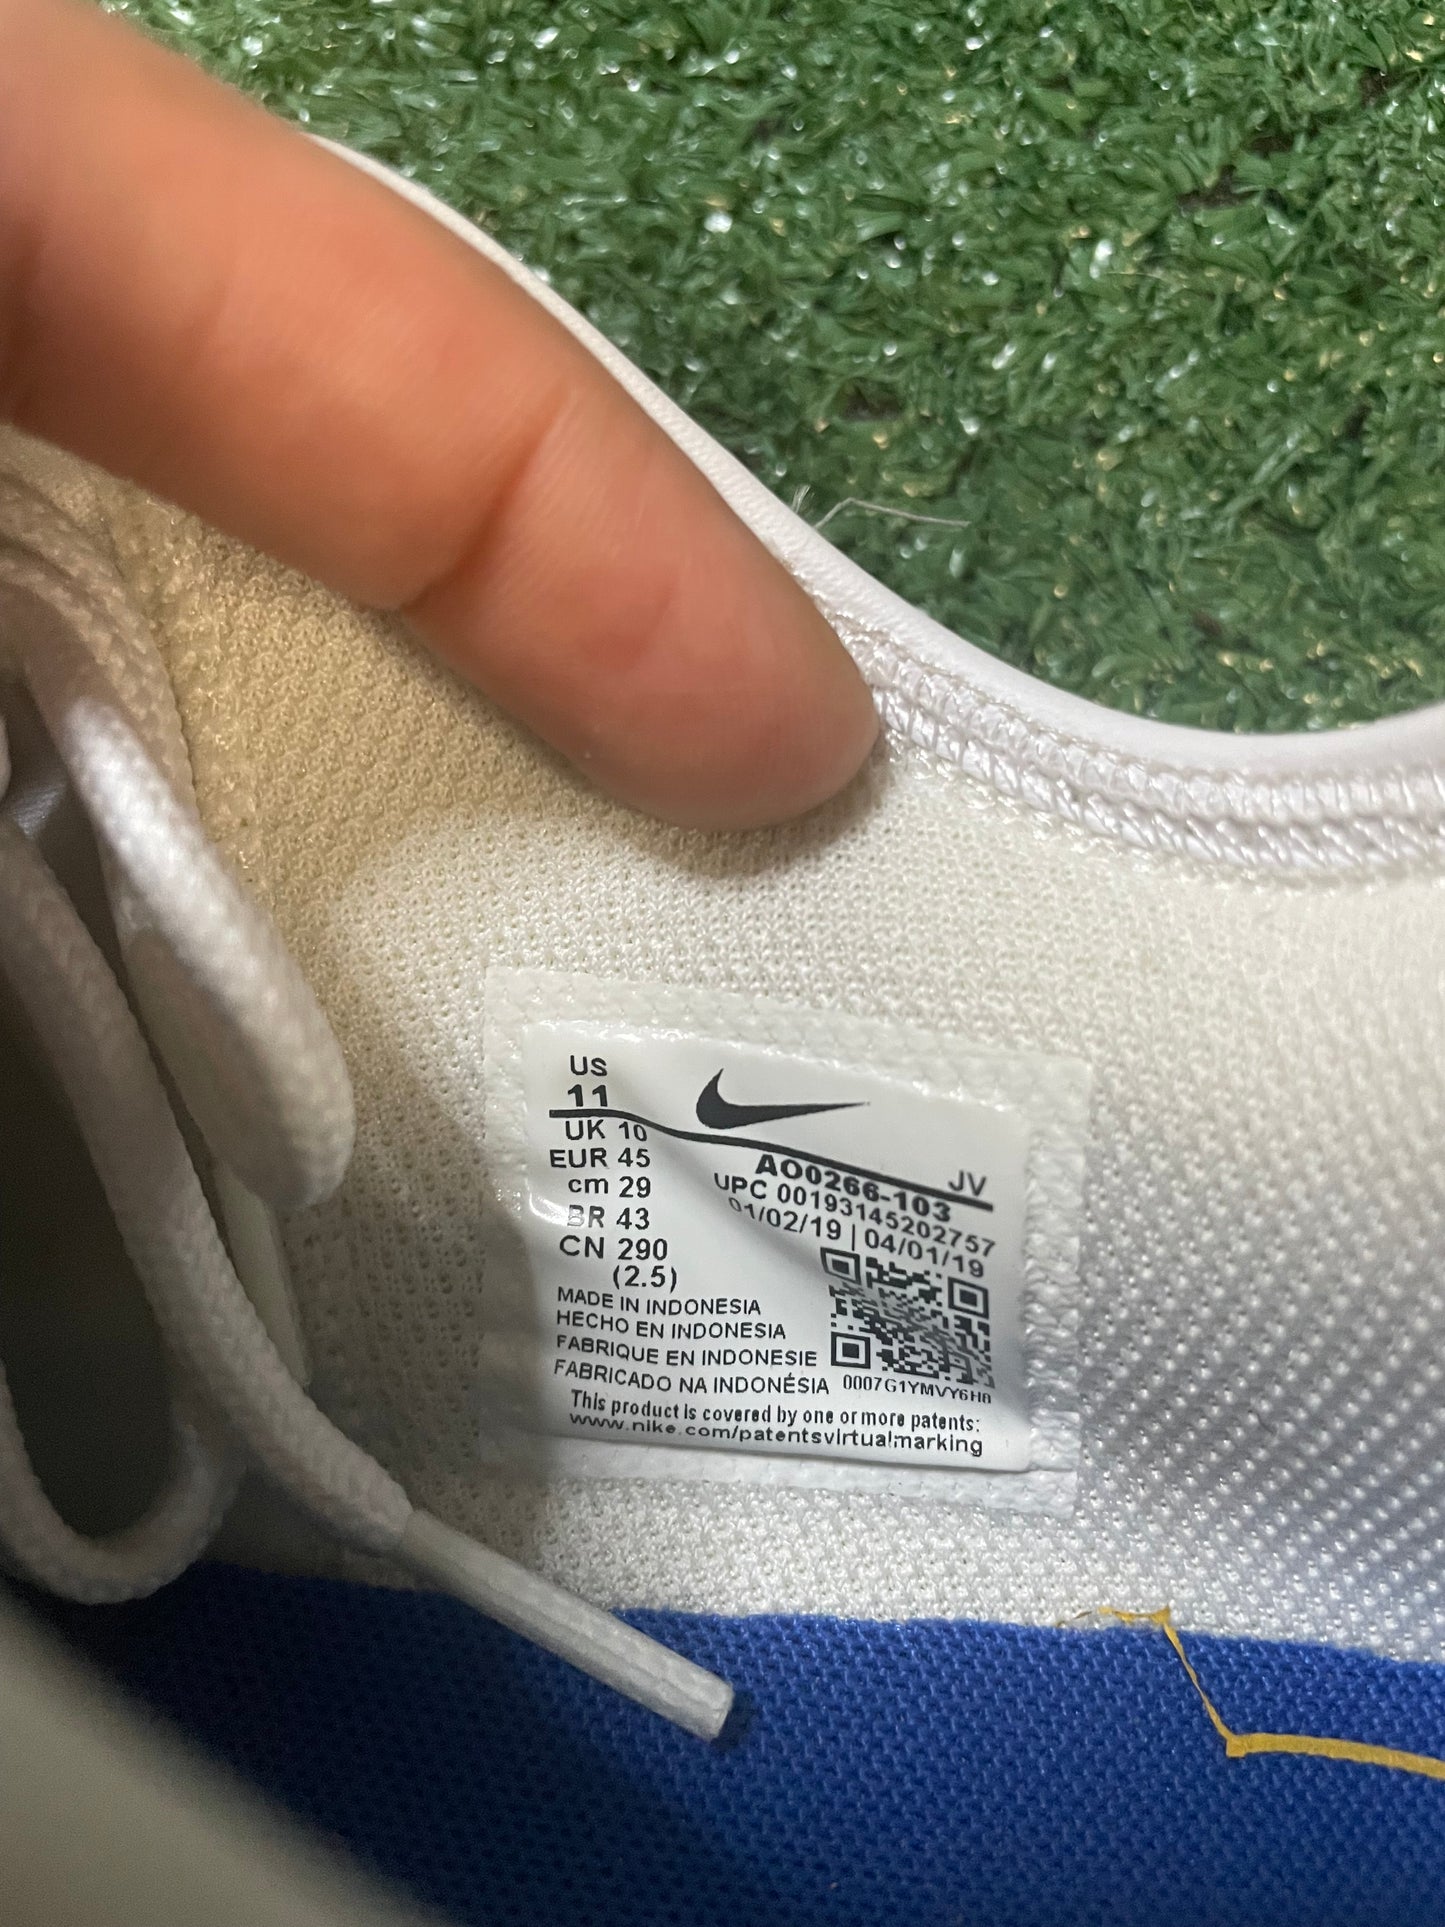 US
11
UK 10
EUR 45
cm 29
BR 43
CN 290
(2.5)
JV
AO0266-103
UPC 00193145202757
01/02/19 | 04/01/19
MADE IN INDONESIA
HECHO EN INDONESIA
FABRIQUE EN INDONESIE
FABRICADO NA INDONÉSIA
0007G1YMVY6H8
This product is covered by one or more patents:
www.nike.com/patentsvirtualmarking